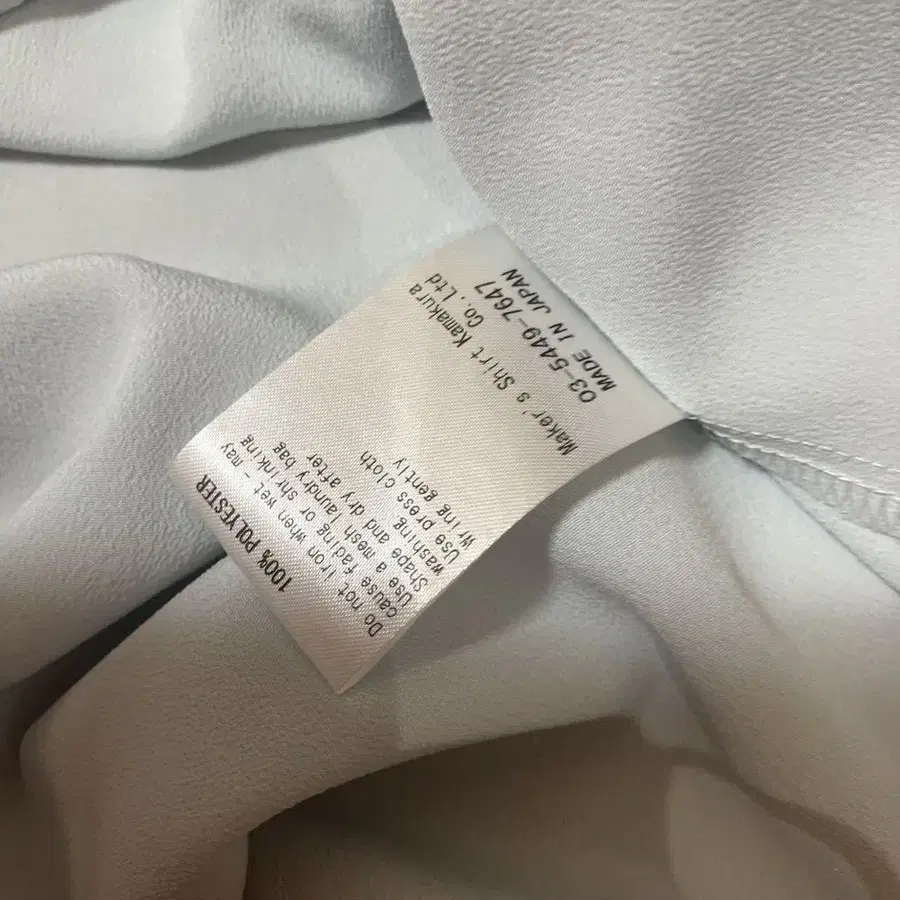 100% POLYESTER
Do not iron when wet - may
cause fading or shrinking
Use a mesh laundry bag
Shape and dry after
washing
Use press cloth
Wring gently
Maker's Shirt Kamakura
Co., Ltd
03-5449-7647
MADE IN JAPAN